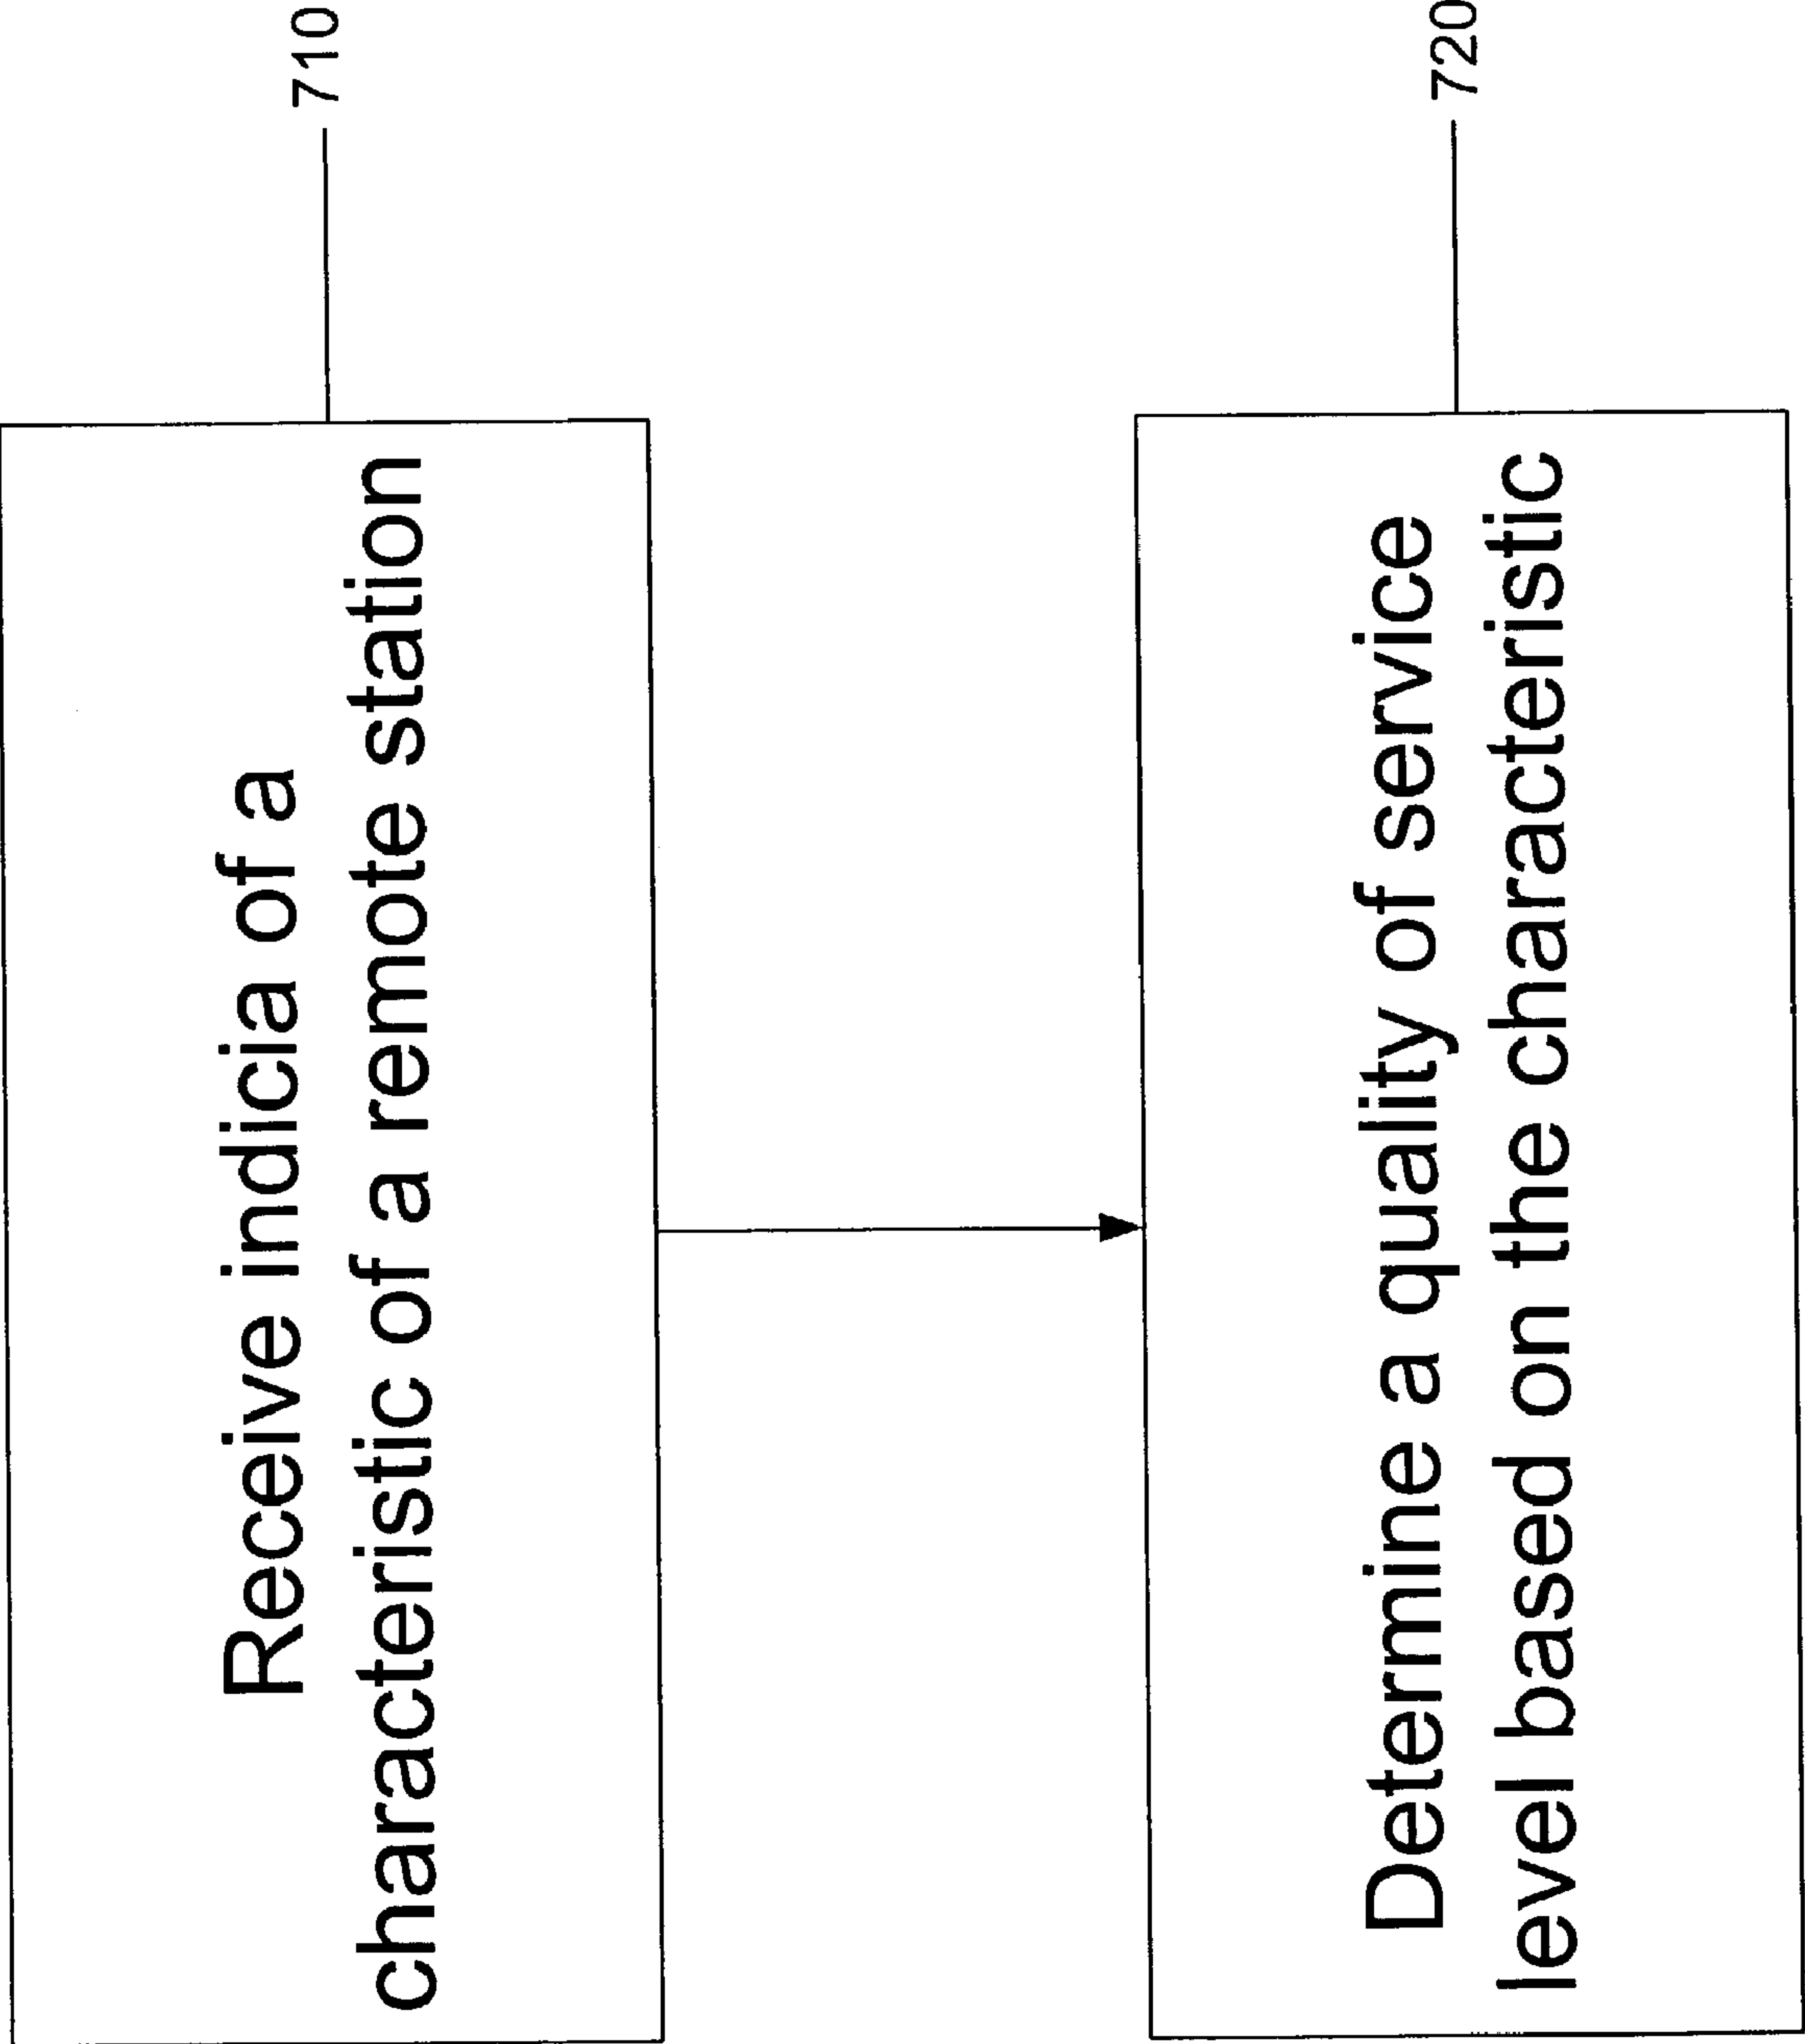 Receive indicia of a
characteristic of a remote station
710
Determine a quality of service
level based on the characteristic
720